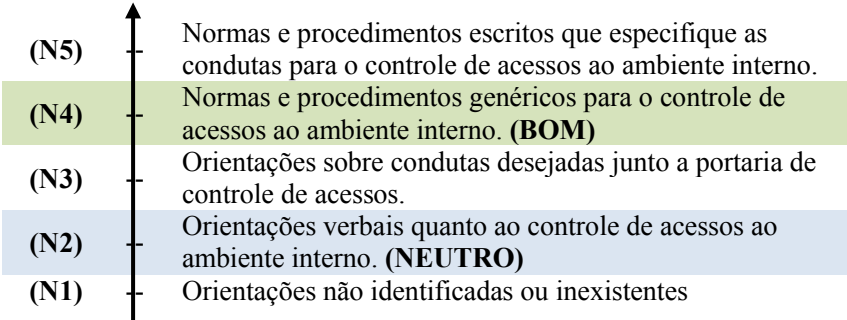 (N5) Normas e procedimentos escritos que especifique as
condutas para o controle de acessos ao ambiente interno.
(N4) Normas e procedimentos genéricos para o controle de
acessos ao ambiente interno. (BOM)
(N3) Orientações sobre condutas desejadas junto a portaria de
controle de acessos.
(N2) Orientações verbais quanto ao controle de acessos ao
ambiente interno. (NEUTRO)
(N1) Orientações não identificadas ou inexistentes